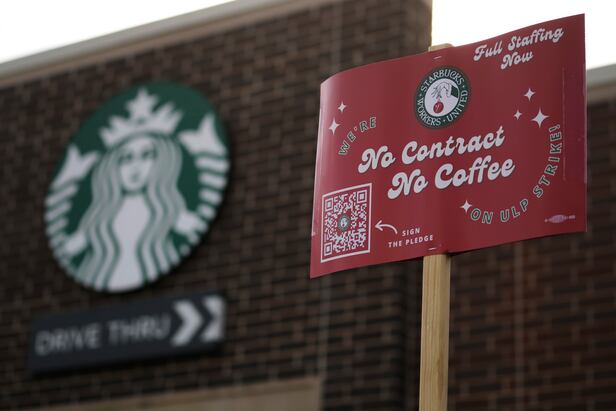 Full Staffing
Now
STARBUCKS
WORKERS • UNITED
WE'RE
No Contract
No Coffee
ON ULP STRIKE!
SIGN
THE PLEDGE
DRIVE THRU